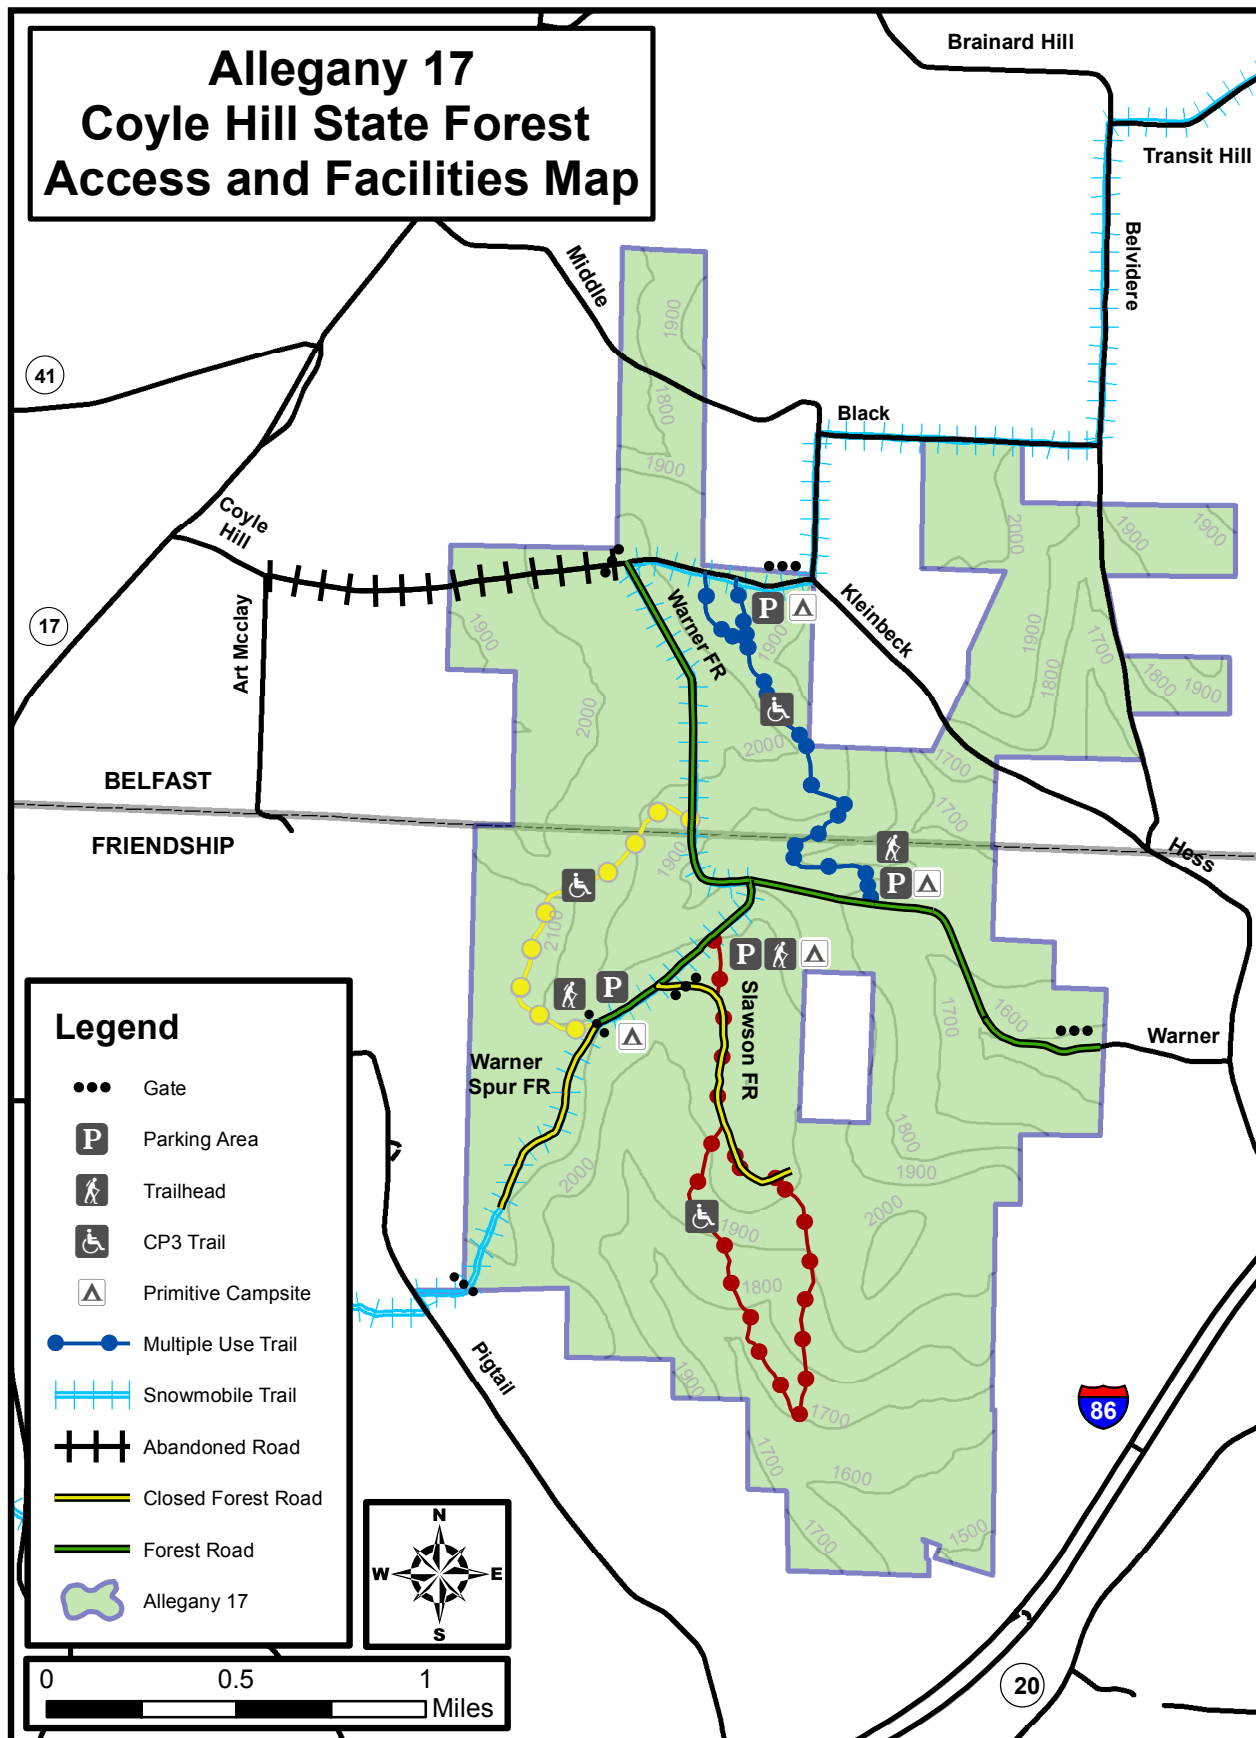 Allegany 17
Coyle Hill State Forest
Access and Facilities Map
Brainard Hill
Transit Hill
Belvidere
Middle
1900
41
1800
Black
1900
Coyle
Hill
2000
1900
1900
17
Art Mcclay
1900
Warner FR
P
1900
Kleinbeck
1900
1700
1800
1800
1900
2000
2000
1700
BELFAST
1700
FRIENDSHIP
1900
Hess
P
2100
P
P
Slawson FR
1700
1600
Warner
Warner
Spur FR
1800
2000
1900
2000
1900
1800
Pigtail
1900
1700
86
1700
1600
1700
1500
20
Legend
Gate
P
Parking Area
Trailhead
CP3 Trail
Primitive Campsite
Multiple Use Trail
Snowmobile Trail
Abandoned Road
Closed Forest Road
Forest Road
Allegany 17
N
W
E
S
0
0.5
1
Miles